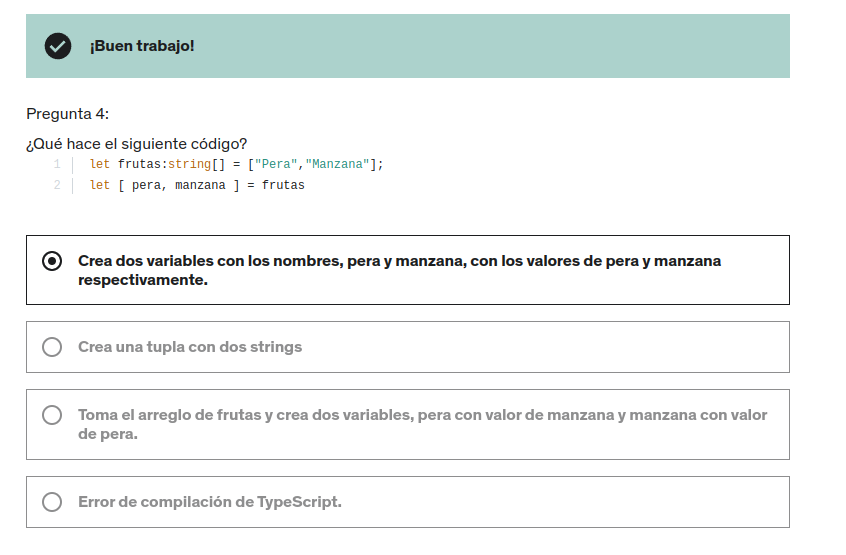 ¡Buen trabajo!
Pregunta 4:
¿Qué hace el siguiente código?
1 let frutas:string[] = ["Pera","Manzana"];
2 let [ pera, manzana ] = frutas
Crea dos variables con los nombres, pera y manzana, con los valores de pera y manzana
respectivamente.
Crea una tupla con dos strings
Toma el arreglo de frutas y crea dos variables, pera con valor de manzana y manzana con valor
de pera.
Error de compilación de TypeScript.